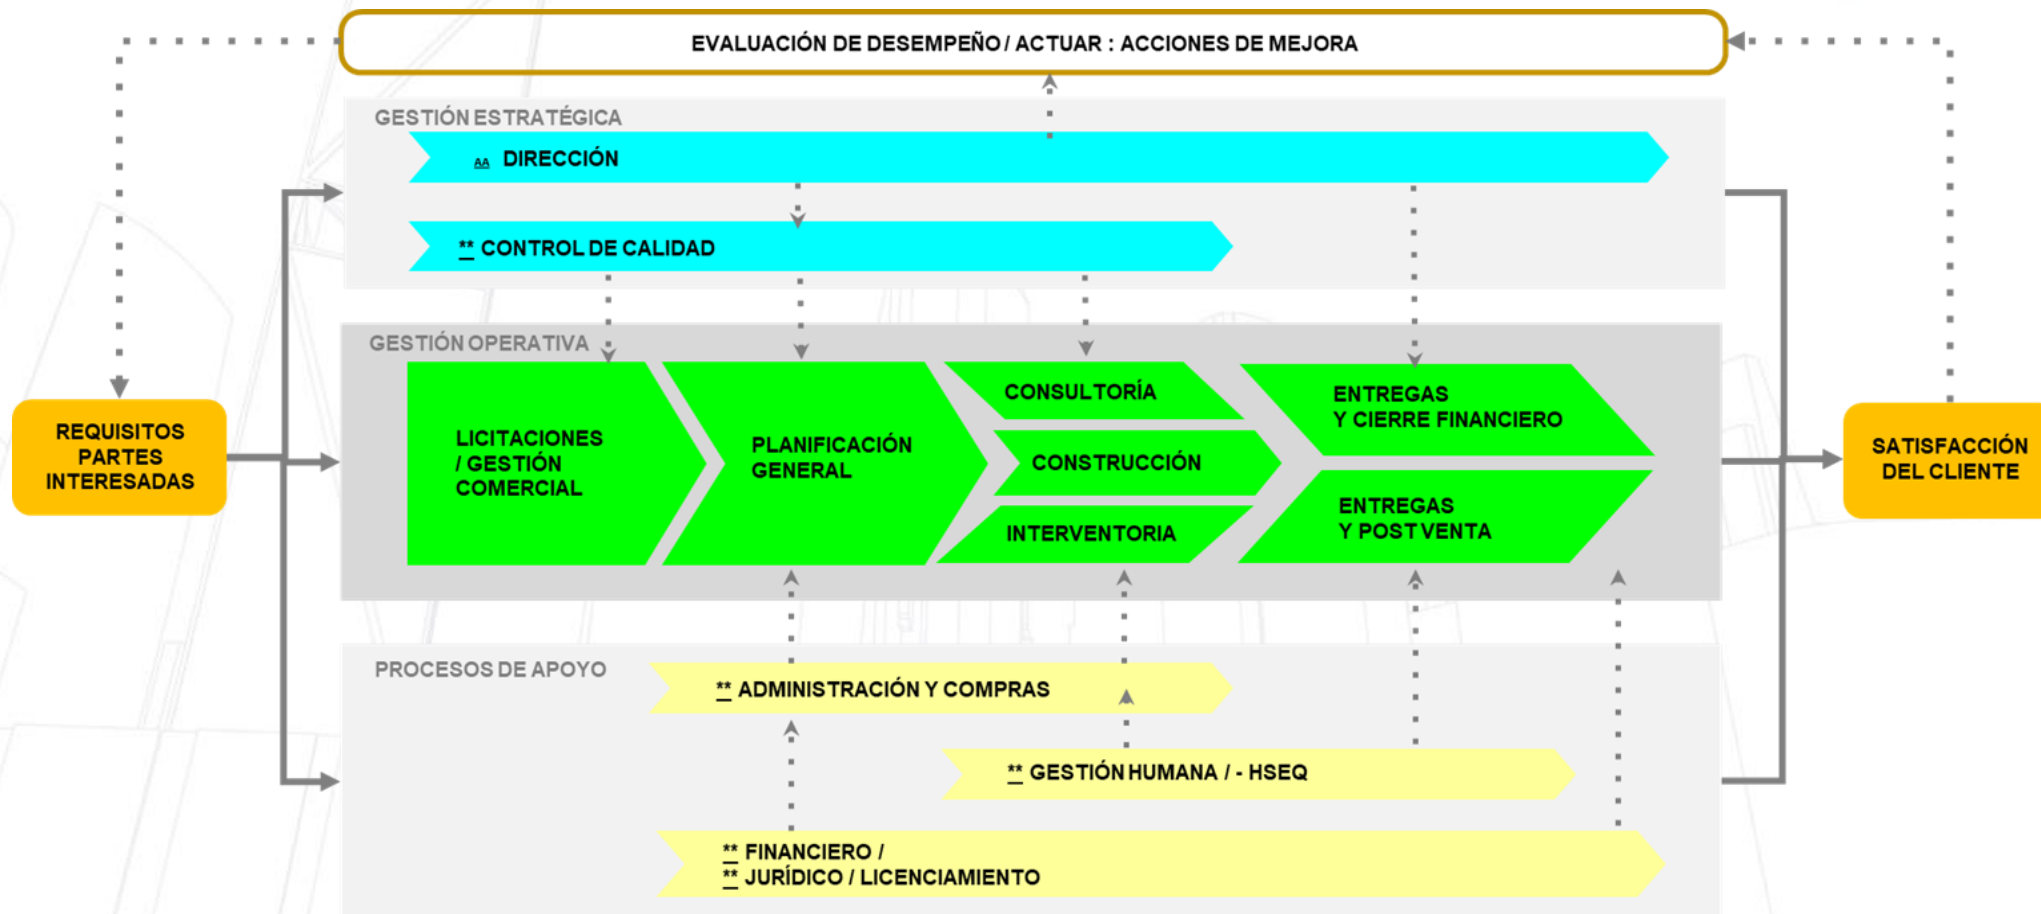 EVALUACIÓN DE DESEMPEÑO / ACTUAR : ACCIONES DE MEJORA
GESTIÓN ESTRATÉGICA
AA DIRECCIÓN
** CONTROL DE CALIDAD
GESTIÓN OPERATIVA
REQUISITOS
PARTES
INTERESADAS
LICITACIONES
/ GESTIÓN
COMERCIAL
PLANIFICACIÓN
GENERAL
CONSULTORÍA
CONSTRUCCIÓN
INTERVENTORIA
ENTREGAS
Y CIERRE FINANCIERO
ENTREGAS
Y POSTVENTA
SATISFACCIÓN
DEL CLIENTE
PROCESOS DE APOYO
** ADMINISTRACIÓN Y COMPRAS
** GESTIÓN HUMANA / - HSEQ
** FINANCIERO /
** JURÍDICO / LICENCIAMIENTO